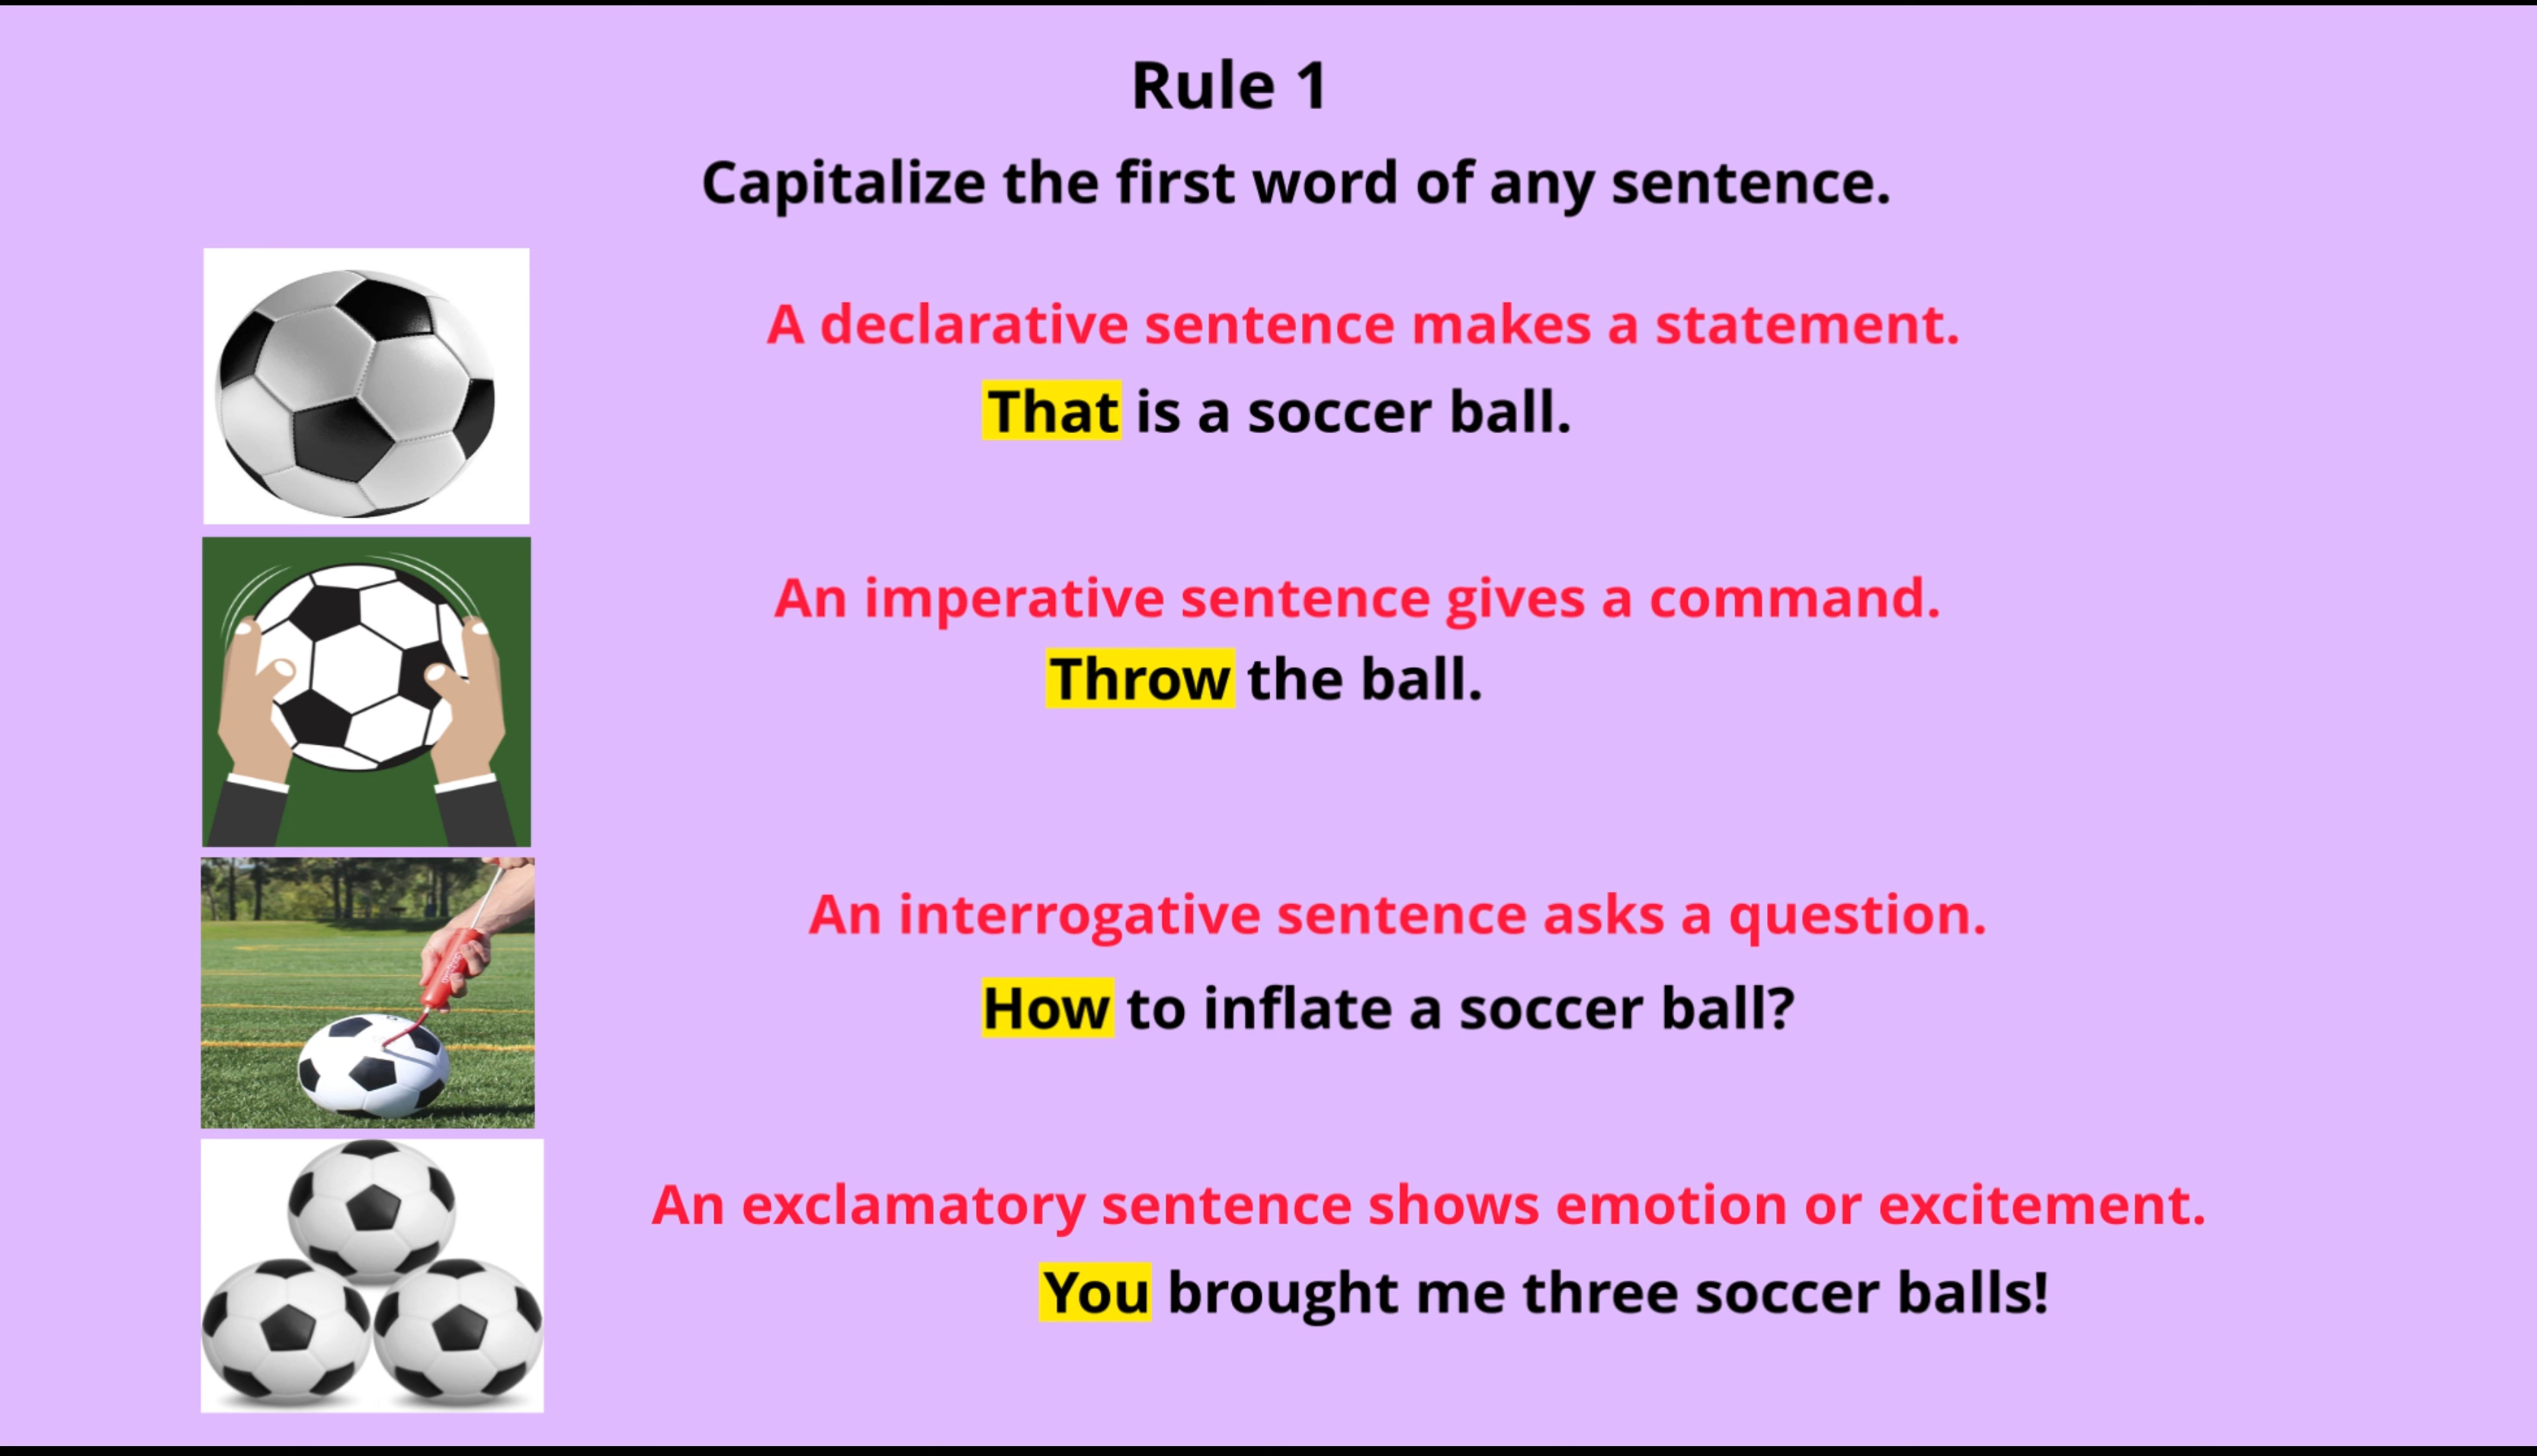 Rule 1
Capitalize the first word of any sentence.
A declarative sentence makes a statement.
That is a soccer ball.
An imperative sentence gives a command.
Throw the ball.
An interrogative sentence asks a question.
How to inflate a soccer ball?
An exclamatory sentence shows emotion or excitement.
You brought me three soccer balls!